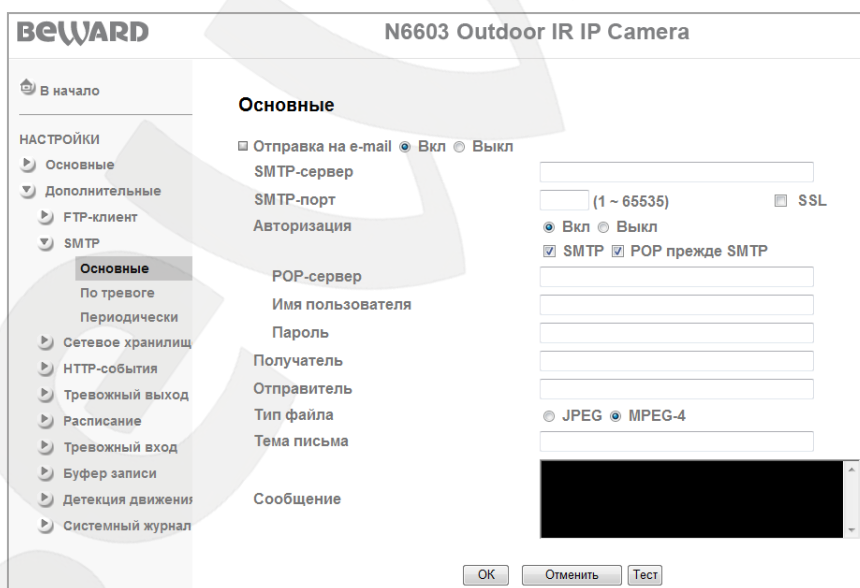 BEWARD
N6603 Outdoor IR IP Camera
В начало
НАСТРОЙКИ
Основные
Дополнительные
FTP-клиент
SMTP
Основные
По тревоге
Периодически
Сетевое хранилищ
HTTP-события
Тревожный выход
Расписание
Тревожный вход
Буфер записи
Детекция движения
Системный журнал
Основные
Отправка на e-mail Вкл Выкл
SMTP-сервер
SMTP-порт (1 ~ 65535) SSL
Авторизация Вкл Выкл
SMTP POP прежде SMTP
POP-сервер
Имя пользователя
Пароль
Получатель
Отправитель
Тип файла JPEG MPEG-4
Тема письма
Сообщение
OK Отменить Тест